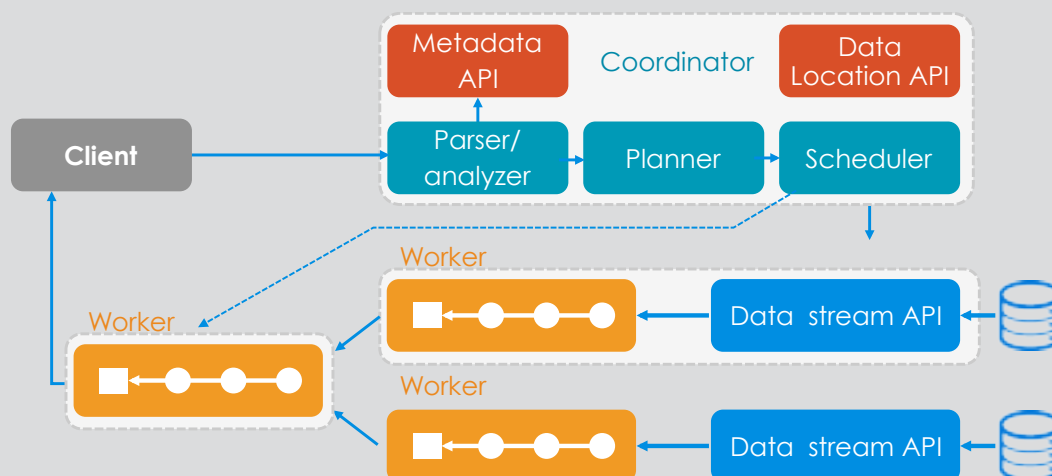 Metadata
API
Coordinator
Data
Location API
Client
Parser/
analyzer
Planner
Scheduler
Worker
Data  stream API
Worker
Worker
Data  stream API